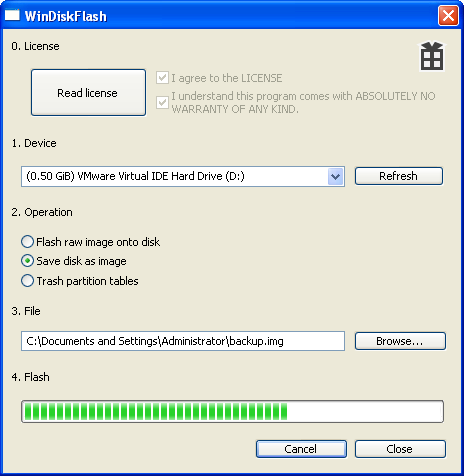 WinDiskFlash
0. License
Read license
I agree to the LICENSE
I understand this program comes with ABSOLUTELY NO
WARRANTY OF ANY KIND.
1. Device
(0.50 GiB) VMware Virtual IDE Hard Drive (D:)
Refresh
2. Operation
Flash raw image onto disk
Save disk as image
Trash partition tables
3. File
C:\Documents and Settings\Administrator\backup.img
Browse...
4. Flash
Cancel
Close